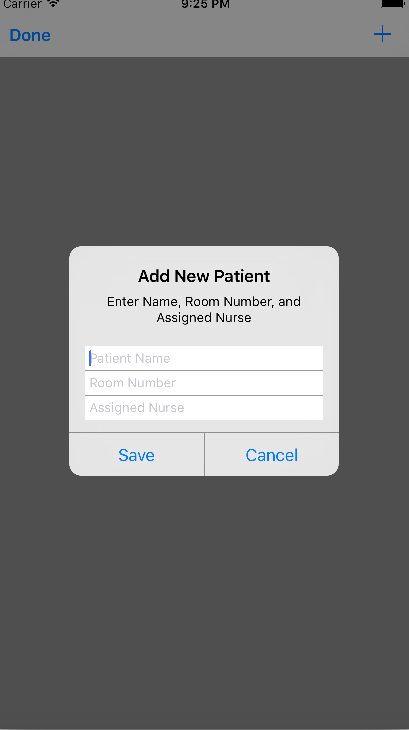 Carrier 9:25 PM
Done +
Add New Patient
Enter Name, Room Number, and
Assigned Nurse
Patient Name
Room Number
Assigned Nurse
Save Cancel